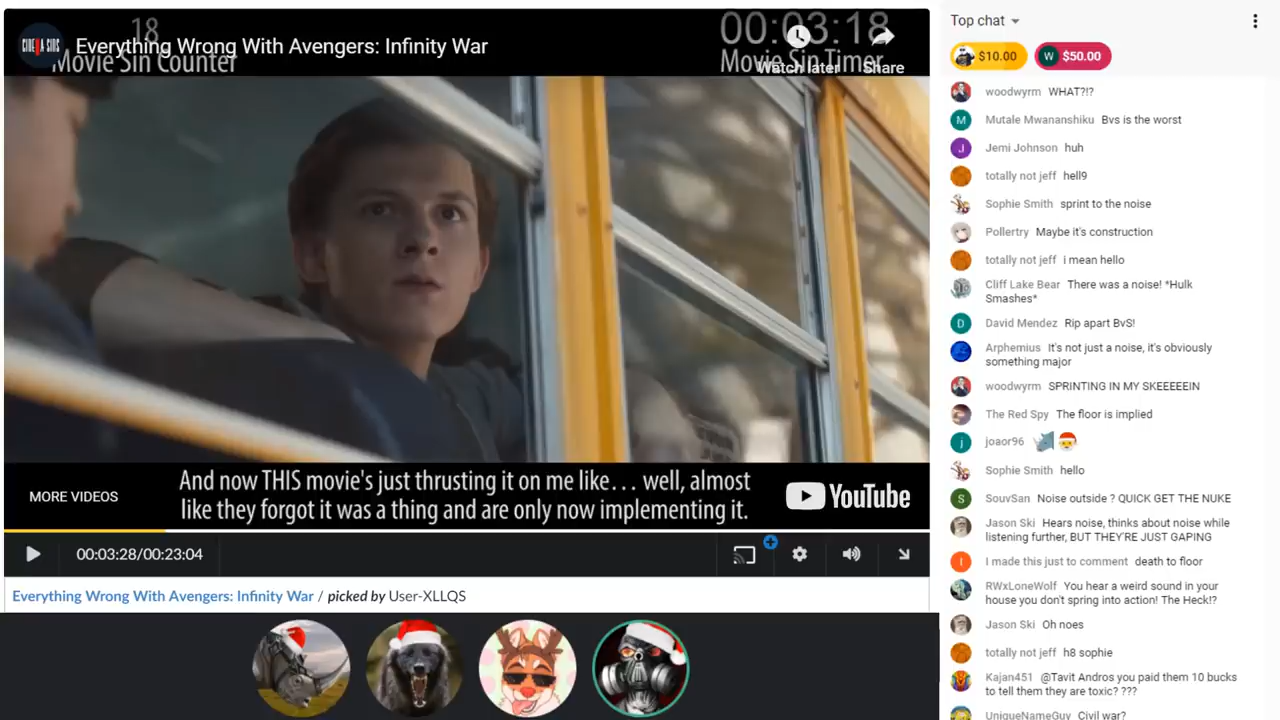 18
00:03:18
CINEMA SINS
Everything Wrong With Avengers: Infinity War
Movie Sin Counter
Movie Sin Timer
Watch later
Share
And now THIS movie's just thrusting it on me like... well, almost
like they forgot it was a thing and are only now implementing it.
MORE VIDEOS
YouTube
00:03:28/00:23:04
Everything Wrong With Avengers: Infinity War / picked by User-XLLQS
Top chat
$10.00
W $50.00
woodwyrm WHAT?!?
M Mutale Mwananshiku Bvs is the worst
J Jemi Johnson huh
totally not jeff hell9
Sophie Smith sprint to the noise
Pollertry Maybe it's construction
totally not jeff i mean hello
Cliff Lake Bear There was a noise! *Hulk
Smashes*
D David Mendez Rip apart BvS!
Arphemius It's not just a noise, it's obviously
something major
woodwyrm SPRINTING IN MY SKEEEEEIN
The Red Spy The floor is implied
j joaor96
Sophie Smith hello
S SouvSan Noise outside ? QUICK GET THE NUKE
Jason Ski Hears noise, thinks about noise while
listening further, BUT THEY'RE JUST GAPING
I I made this just to comment death to floor
RWxLoneWolf You hear a weird sound in your
house you don't spring into action! The Heck!?
Jason Ski Oh noes
totally not jeff h8 sophie
Kajan451 @Tavit Andros you paid them 10 bucks
to tell them they are toxic? ???
UniqueNameGuy Civil war?